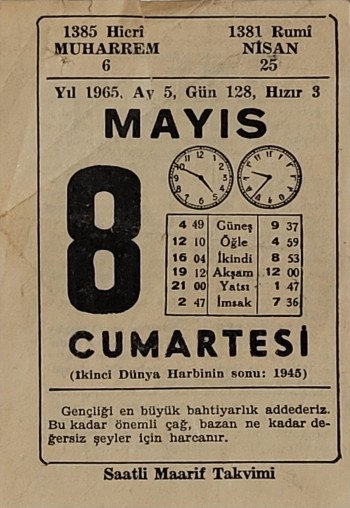 1385 Hicrî 1381 Rumî
MUHARREM NİSAN
6 25
Yıl 1965. Ay 5, Gün 128, Hızır 3
MAYIS
8
4 49 Güneş 9 37
12 10 Öğle 4 59
16 04 İkindi 8 53
19 12 Akşam 12 00
21 00 Yatsı 1 47
2 47 İmsak 7 36
CUMARTESİ
(İkinci Dünya Harbinin sonu: 1945)
Gençliği en büyük bahtiyarlık addederiz.
Bu kadar önemli çağ, bazan ne kadar de-
ğersiz şeyler için harcanır.
Saatli Maarif Takvimi